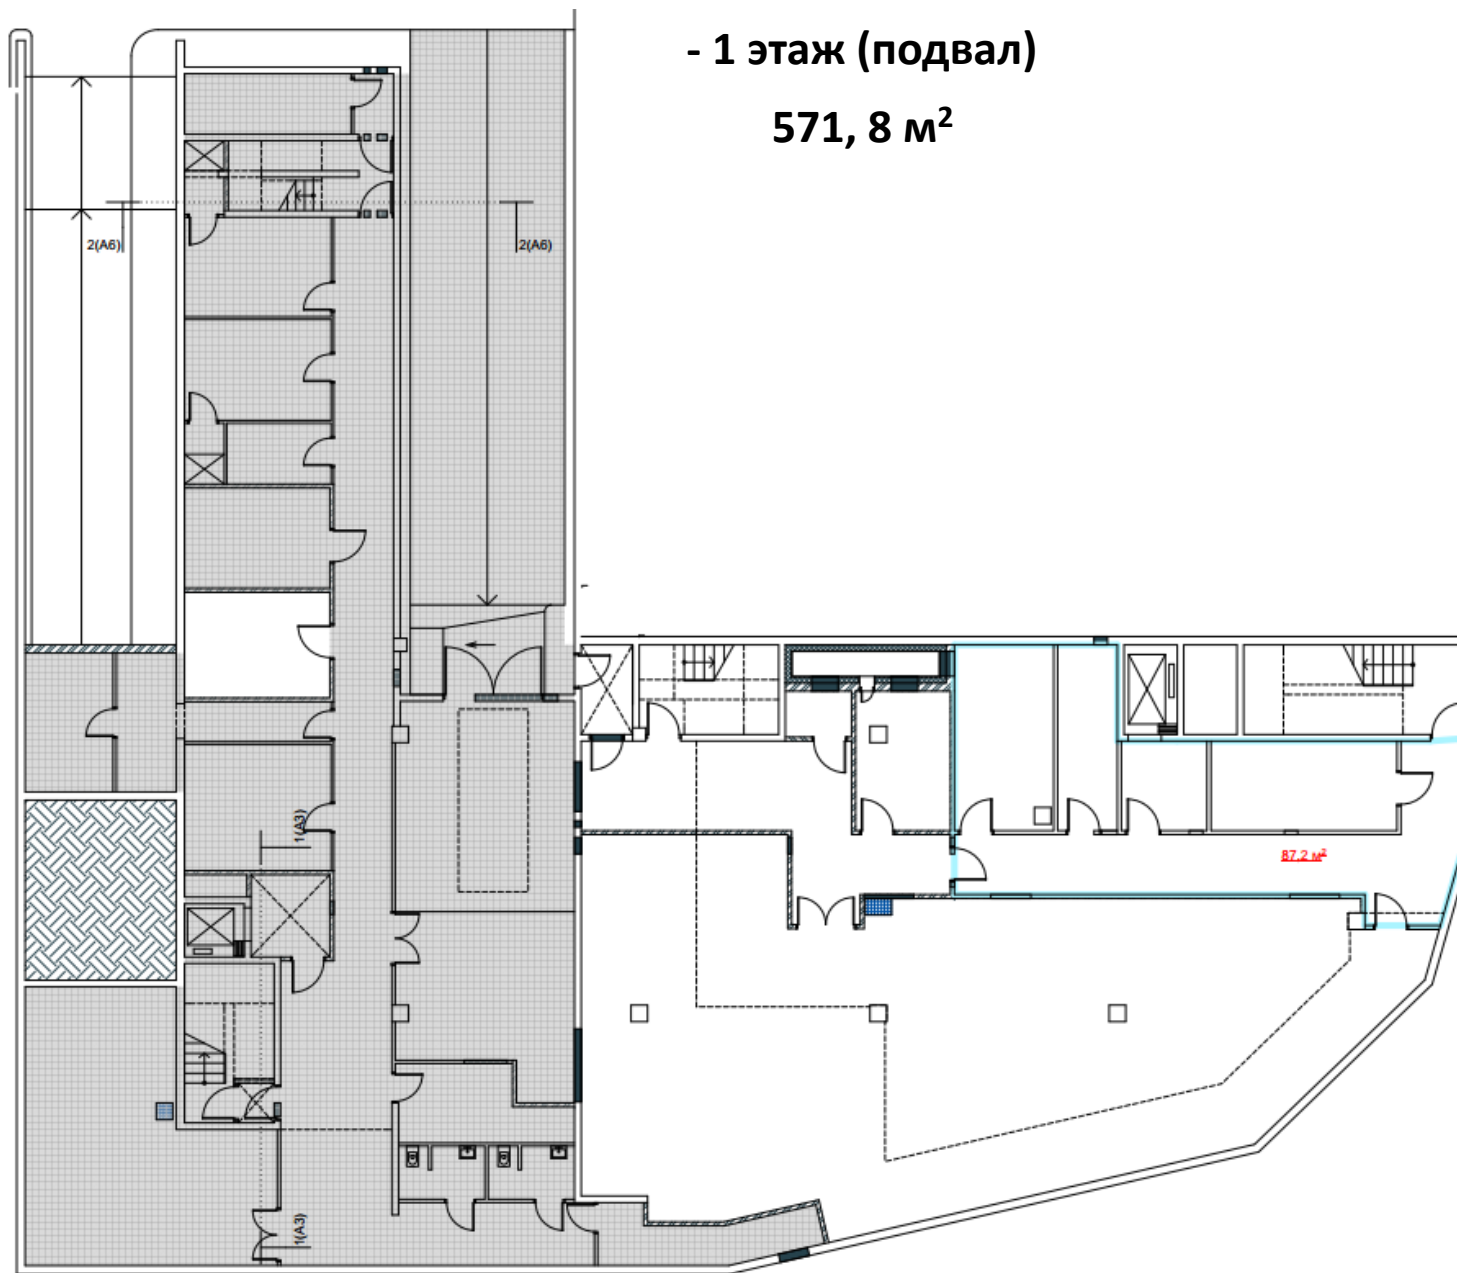 - 1 этаж (подвал)
571, 8 м²
2(А6)
2(А6)
1(А3)
87,2 м²
1(А3)